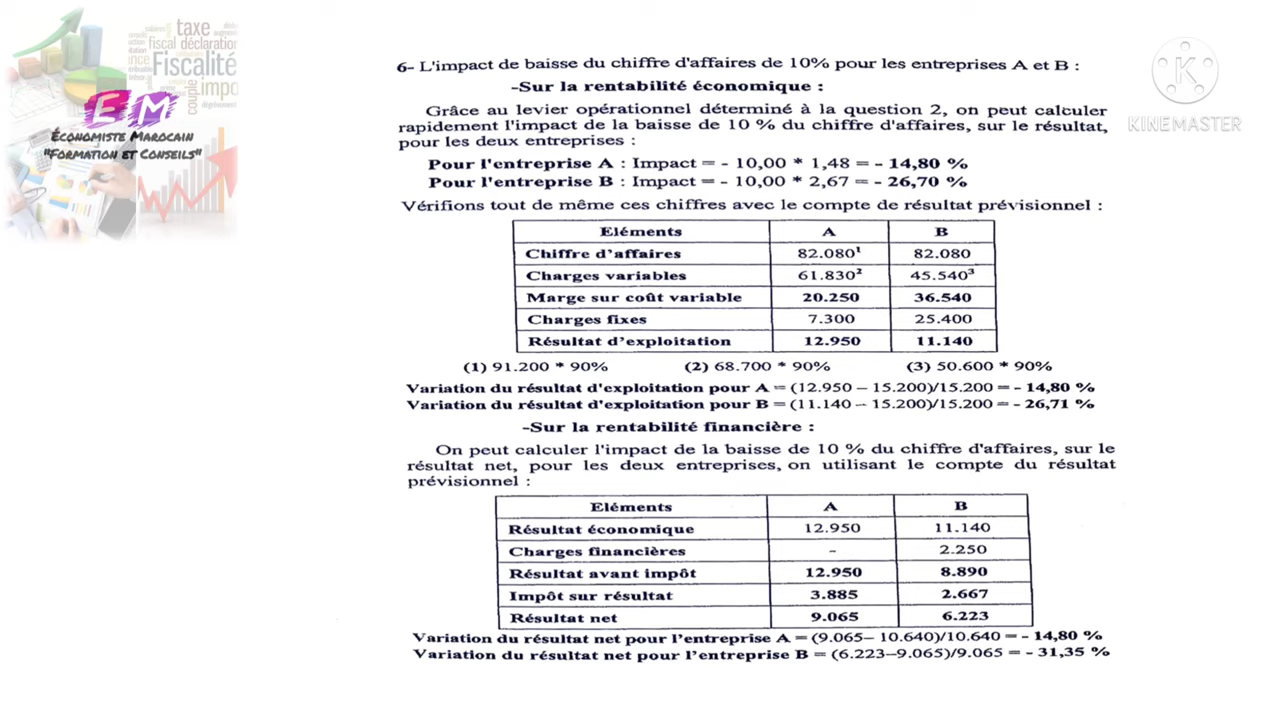 taxe
fiscal déclaration
Fiscalité
impo
couple
EM
Économiste Marocain
"Formation et Conseils"
KINEMASTER
6- L'impact de baisse du chiffre d'affaires de 10% pour les entreprises A et B :
-Sur la rentabilité économique :
Grâce au levier opérationnel déterminé à la question 2, on peut calculer
rapidement l'impact de la baisse de 10 % du chiffre d'affaires, sur le résultat,
pour les deux entreprises :
Pour l'entreprise A : Impact = - 10,00 * 1,48 = - 14,80 %
Pour l'entreprise B : Impact = - 10,00 * 2,67 = - 26,70 %
Vérifions tout de même ces chiffres avec le compte de résultat prévisionnel :
Eléments A B
Chiffre d'affaires 82.080¹ 82.080
Charges variables 61.830² 45.540³
Marge sur coût variable 20.250 36.540
Charges fixes 7.300 25.400
Résultat d'exploitation 12.950 11.140
(1) 91.200 * 90% (2) 68.700 * 90% (3) 50.600 * 90%
Variation du résultat d'exploitation pour A = (12.950 – 15.200)/15.200 = - 14,80 %
Variation du résultat d'exploitation pour B = (11.140 – 15.200)/15.200 = - 26,71 %
-Sur la rentabilité financière :
On peut calculer l'impact de la baisse de 10 % du chiffre d'affaires, sur le
résultat net, pour les deux entreprises, on utilisant le compte du résultat
prévisionnel :
Eléments A B
Résultat économique 12.950 11.140
Charges financières - 2.250
Résultat avant impôt 12.950 8.890
Impôt sur résultat 3.885 2.667
Résultat net 9.065 6.223
Variation du résultat net pour l'entreprise A = (9.065– 10.640)/10.640 = - 14,80 %
Variation du résultat net pour l'entreprise B = (6.223–9.065)/9.065 = - 31,35 %